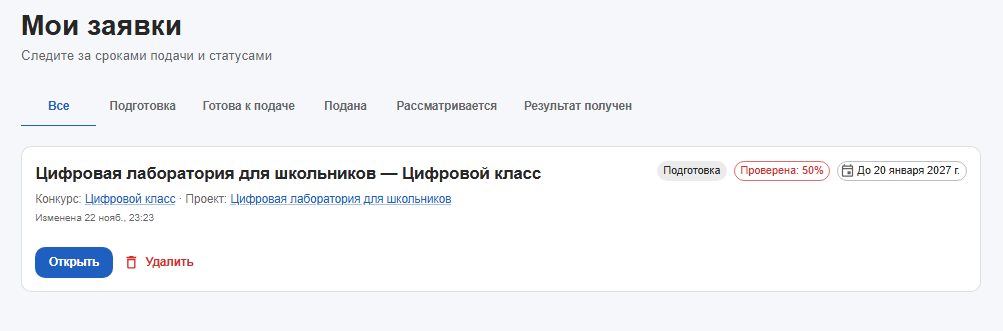 Мои заявки
Следите за сроками подачи и статусами
Все Подготовка Готова к подаче Подана Рассматривается Результат получен
Цифровая лаборатория для школьников — Цифровой класс Подготовка Проверена: 50% До 20 января 2027 г.
Конкурс: Цифровой класс · Проект: Цифровая лаборатория для школьников
Изменена 22 нояб., 23:23
Открыть Удалить